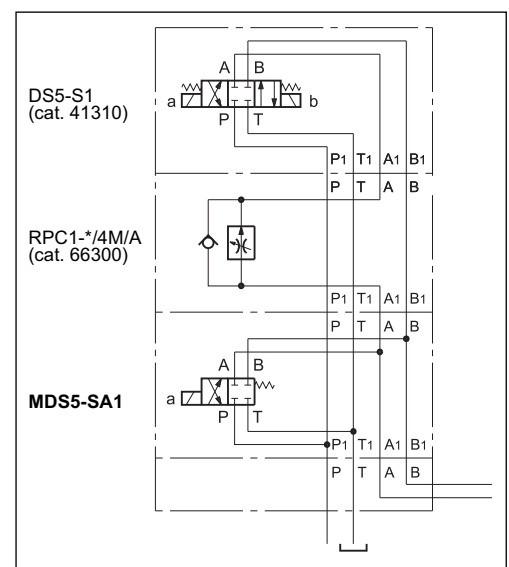 A B
DS5-S1
(cat. 41310)
a b
P T
P1 T1 A1 B1
P T A B
RPC1-*/4M/A
(cat. 66300)
P1 T1 A1 B1
P T A B
A B
MDS5-SA1
a
P T
P1 T1 A1 B1
P T A B